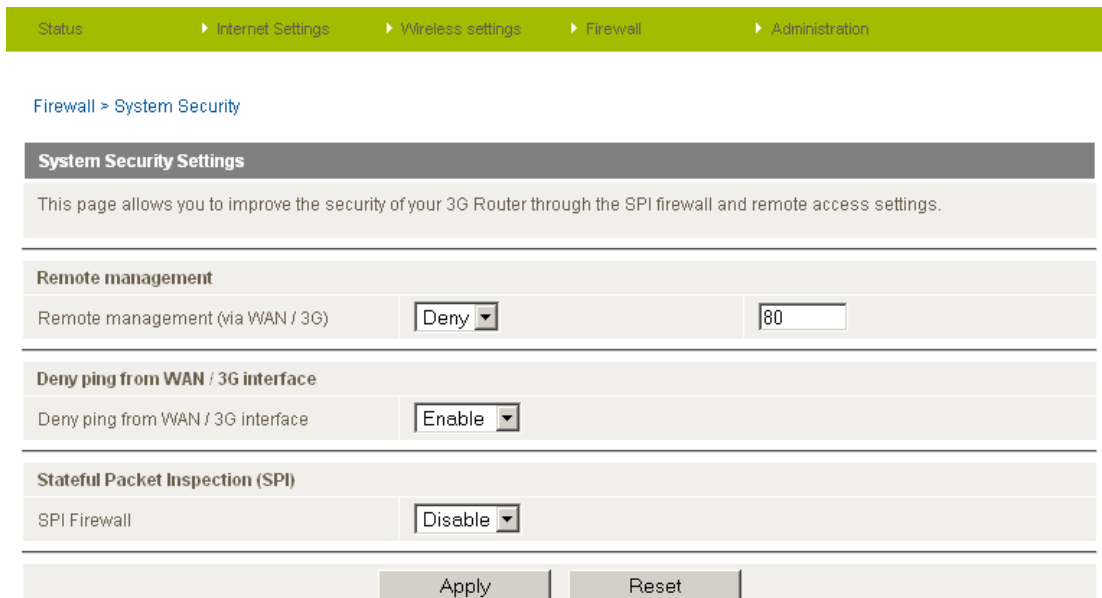 Status Internet Settings Wireless settings Firewall Administration
Firewall > System Security
System Security Settings
This page allows you to improve the security of your 3G Router through the SPI firewall and remote access settings.
Remote management
Remote management (via WAN / 3G) Deny 80
Deny ping from WAN / 3G interface
Deny ping from WAN / 3G interface Enable
Stateful Packet Inspection (SPI)
SPI Firewall Disable
Apply Reset